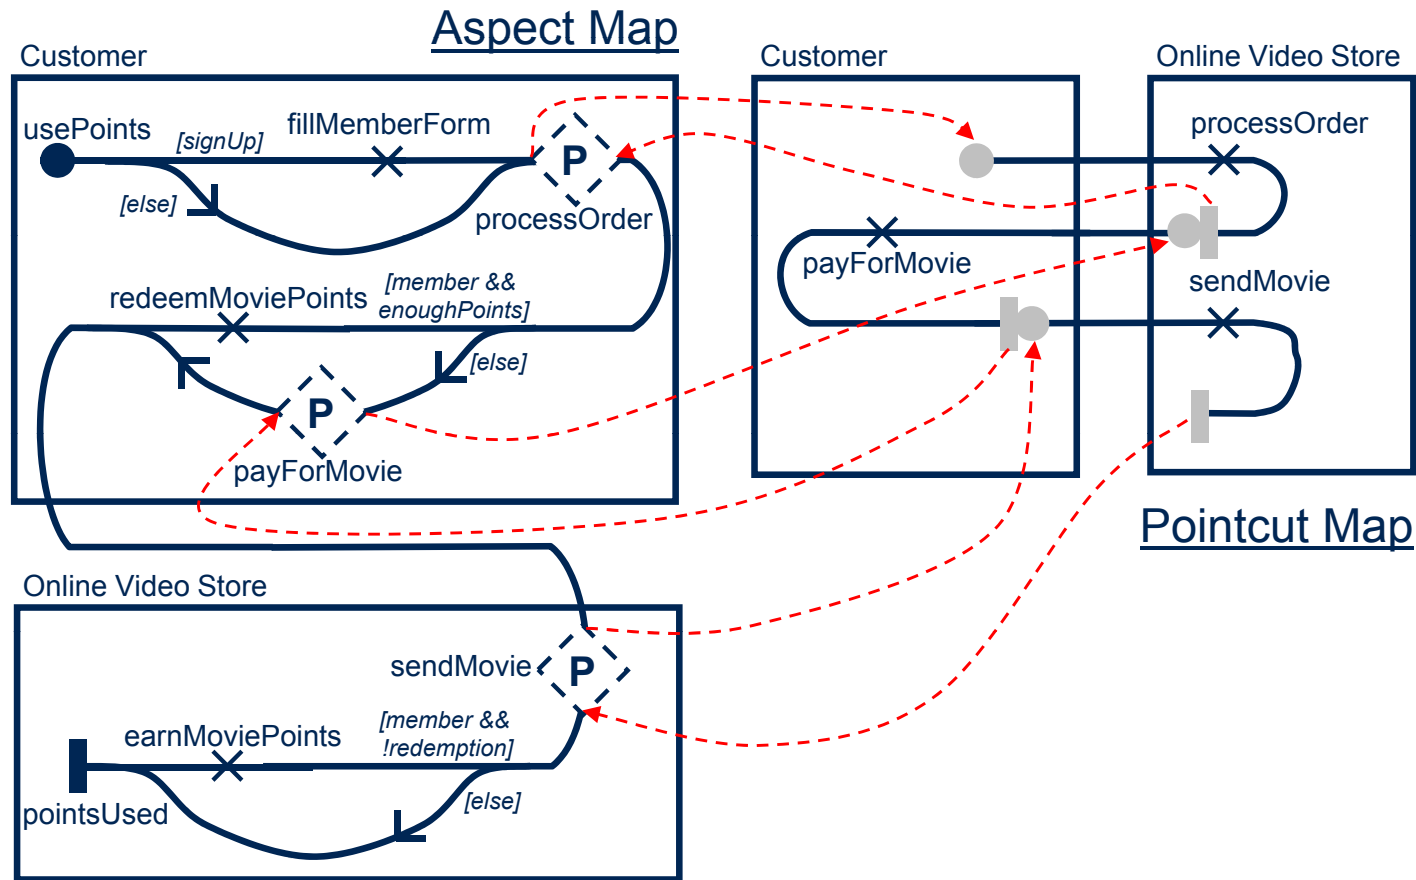 Aspect Map
Customer
usePoints
[signUp]
fillMemberForm
[else]
P
processOrder
redeemMoviePoints
[member &&
enoughPoints]
[else]
P
payForMovie
Online Video Store
sendMovie
P
[member &&
!redemption]
earnMoviePoints
[else]
pointsUsed
Customer
Online Video Store
processOrder
payForMovie
sendMovie
Pointcut Map